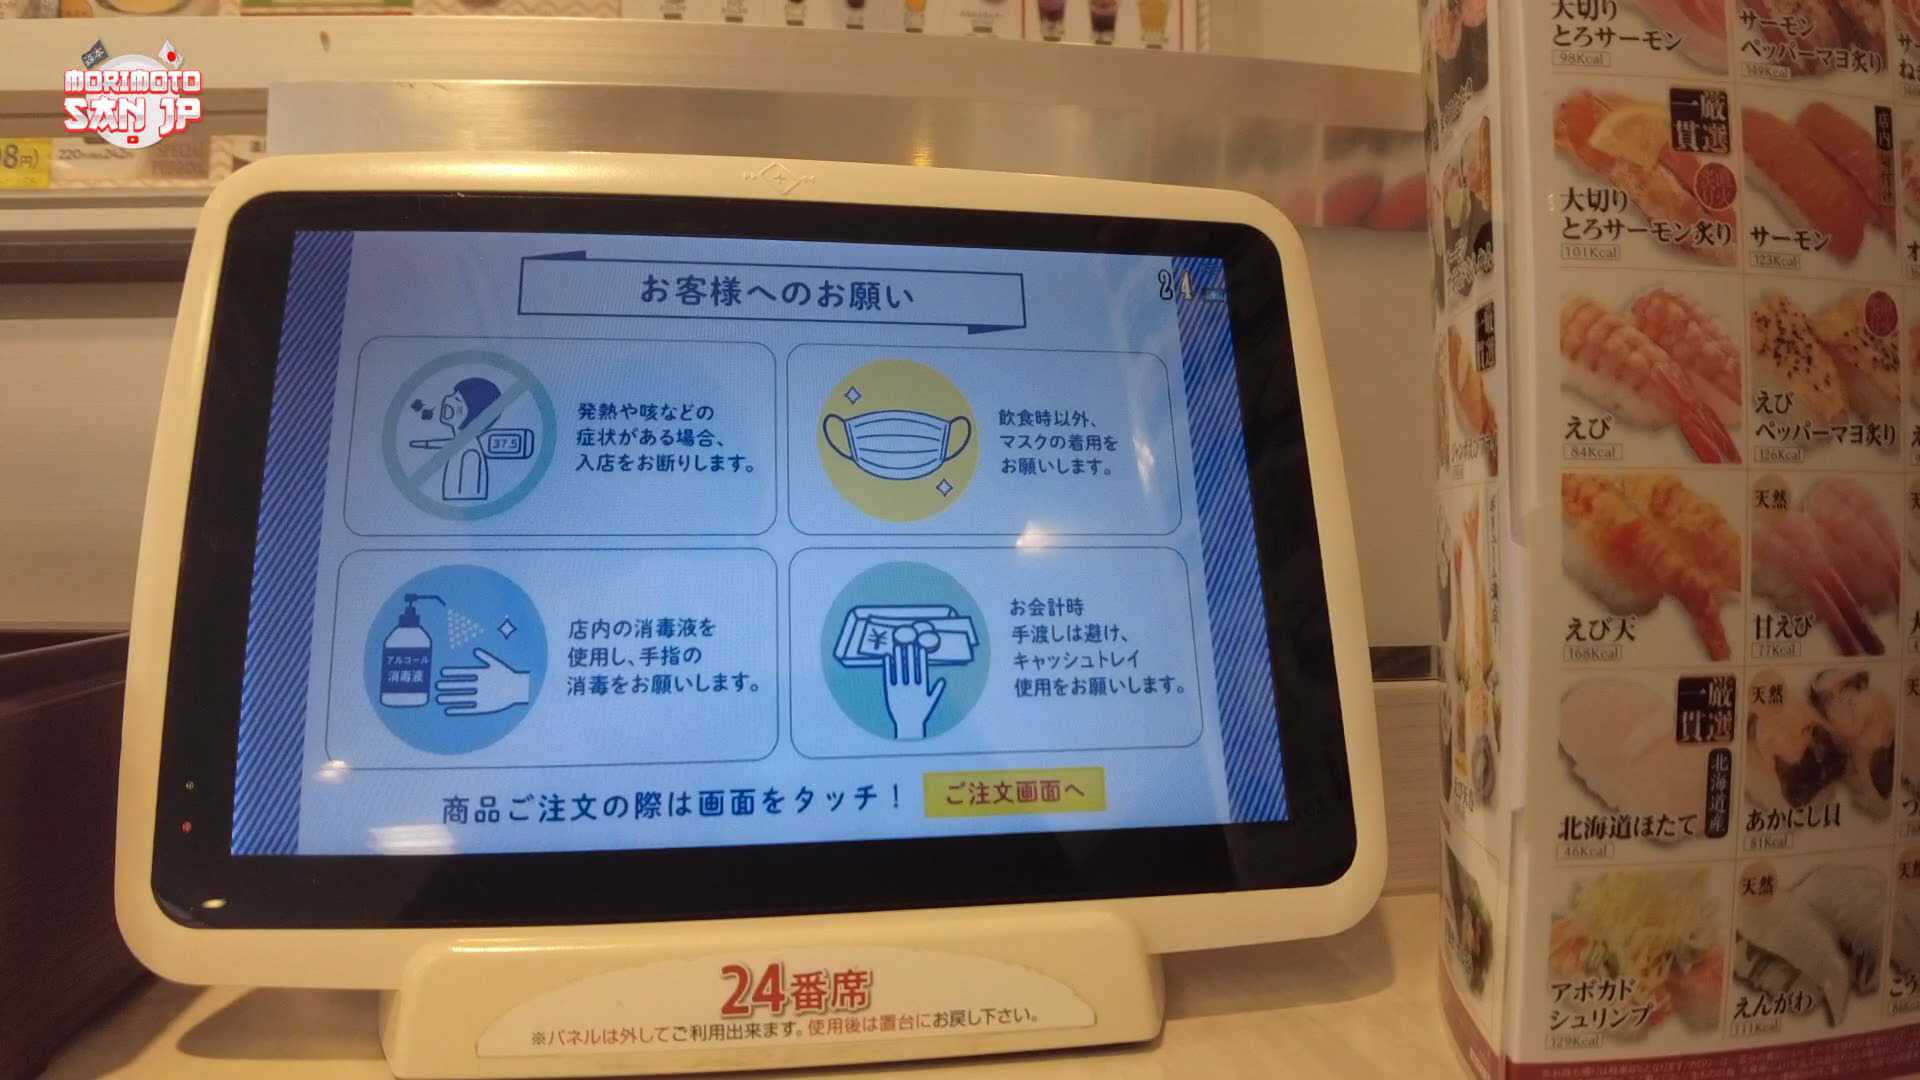 森本
MORIMOTO
SAN JP
お客様へのお願い
24
発熱や咳などの
症状がある場合、
入店をお断りします。
37.5
飲食時以外、
マスクの着用を
お願いします。
アルコール
消毒液
店内の消毒液を
使用し、手指の
消毒をお願いします。
¥
お会計時
手渡しは避け、
キャッシュトレイ
使用をお願いします。
商品ご注文の際は画面をタッチ！
ご注文画面へ
24番席
※パネルは外してご利用出来ます。使用後は置台にお戻し下さい。
大切り
とろサーモン
98Kcal
サーモン
ペッパーマヨ炙り
149Kcal
厳選
一貫
大切り
とろサーモン炙り
101Kcal
店内
サーモン
123Kcal
えび
84Kcal
えび
ペッパーマヨ炙り
126Kcal
えび天
168Kcal
天然
甘えび
77Kcal
厳選
一貫
北海道産
北海道ほたて
46Kcal
天然
あかにし貝
81Kcal
アボカド
シュリンプ
129Kcal
天然
えんがわ
111Kcal